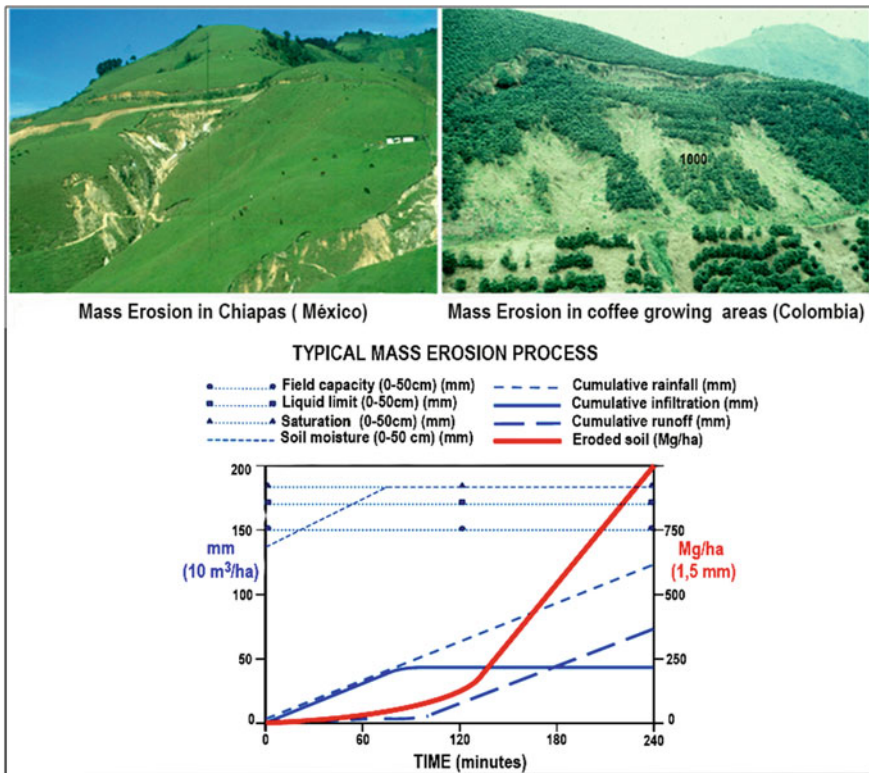 1000
Mass Erosion in Chiapas ( México)
Mass Erosion in coffee growing areas (Colombia)
TYPICAL MASS EROSION PROCESS
Field capacity (0-50cm) (mm)
Liquid limit (0-50cm) (mm)
Saturation (0-50cm) (mm)
Soil moisture (0-50 cm) (mm)
Cumulative rainfall (mm)
Cumulative infiltration (mm)
Cumulative runoff (mm)
Eroded soil (Mg/ha)
200
150
mm
(10 m³/ha)
100
50
0
750
Mg/ha
(1,5 mm)
500
250
0
0 60 120 180 240
TIME (minutes)